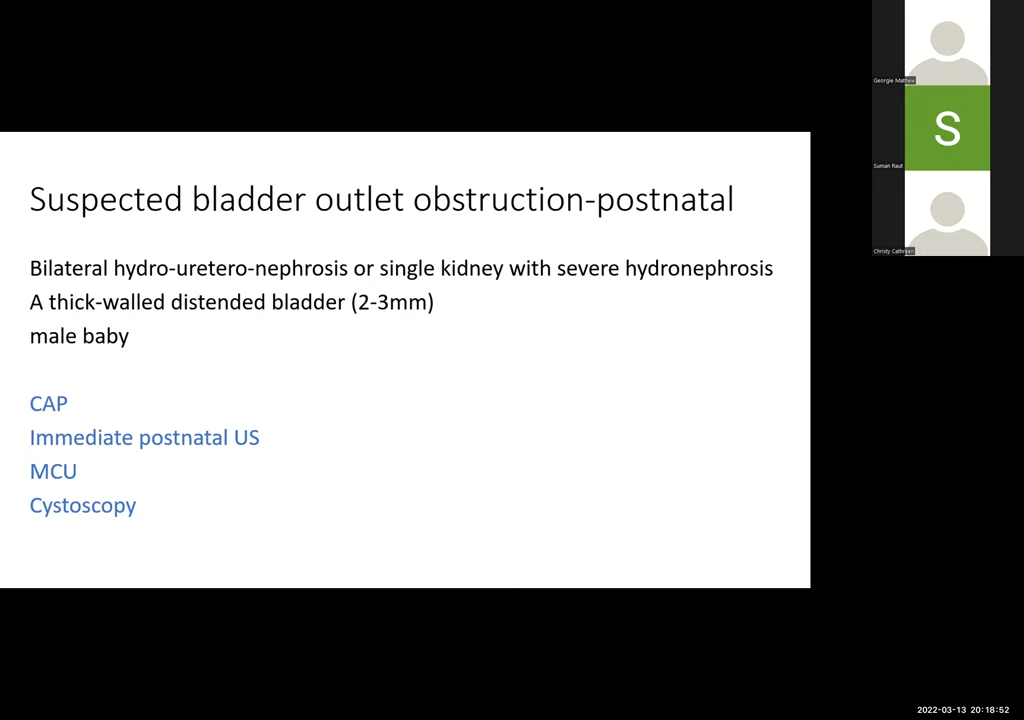 Suspected bladder outlet obstruction-postnatal
Bilateral hydro-uretero-nephrosis or single kidney with severe hydronephrosis
A thick-walled distended bladder (2-3mm)
male baby
CAP
Immediate postnatal US
MCU
Cystoscopy
Georgie Mathew
S
Suman Raut
Christy Cathreen
2022-03-13 20:18:52